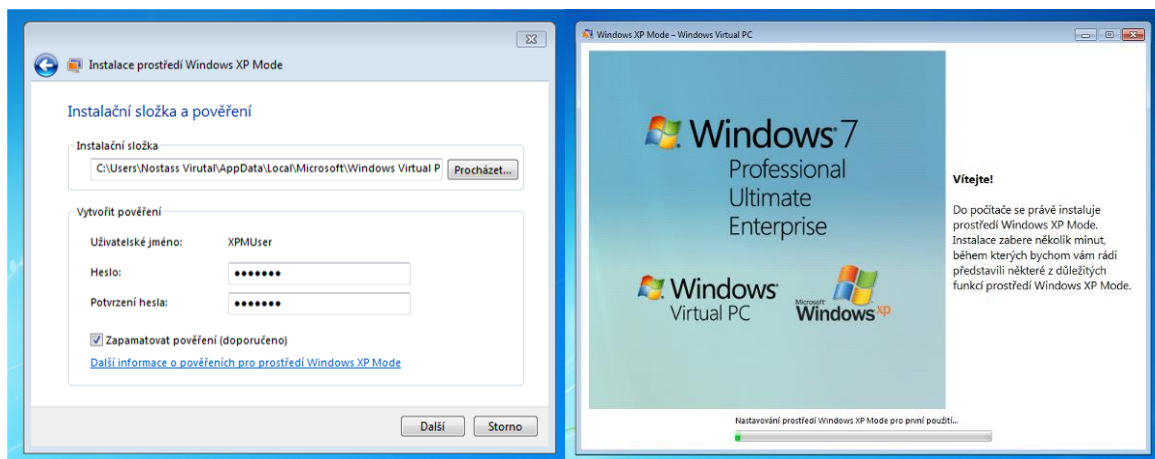 Instalace prostředí Windows XP Mode
Instalační složka a pověření
Instalační složka
C:\Users\Nostass Virutal\AppData\Local\Microsoft\Windows Virtual P
Procházet...
Vytvořit pověření
Uživatelské jméno: XPMUser
Heslo: •••••••
Potvrzení hesla: •••••••
Zapamatovat pověření (doporučeno)
Další informace o pověřeních pro prostředí Windows XP Mode
Další Storno
Windows XP Mode – Windows Virtual PC
Windows 7
Professional
Ultimate
Enterprise
Windows
Virtual PC
Microsoft
Windows xp
Vítejte!
Do počítače se právě instaluje
prostředí Windows XP Mode.
Instalace zabere několik minut,
během kterých bychom vám rádi
představili některé z důležitých
funkcí prostředí Windows XP Mode.
Nastavování prostředí Windows XP Mode pro první použití...